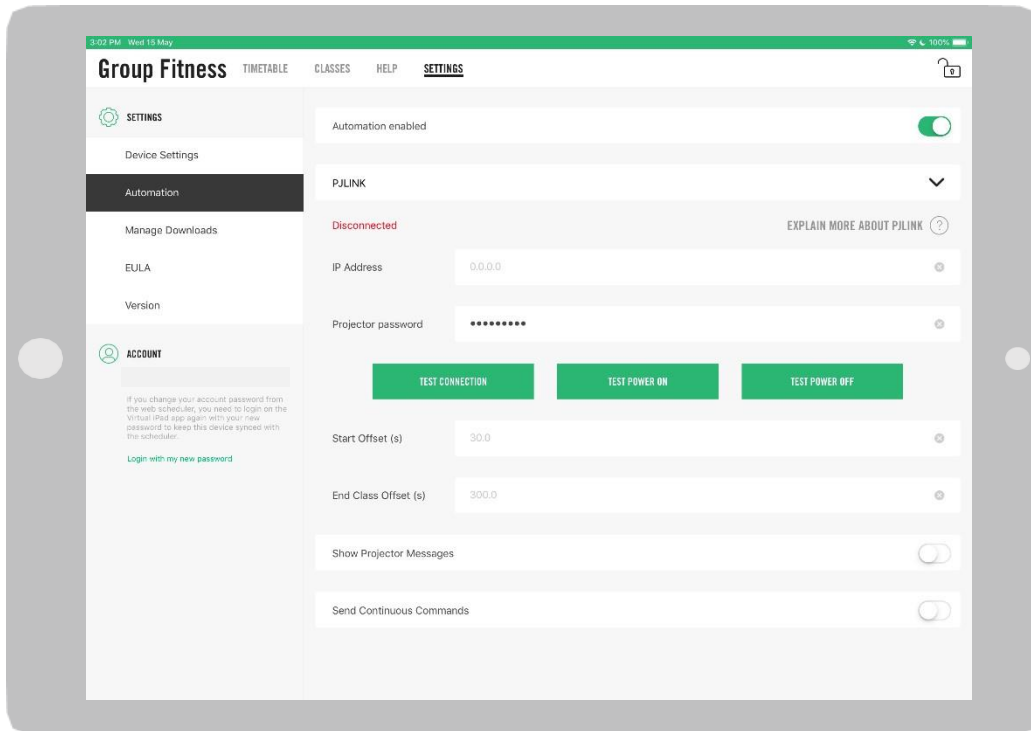 3:02 PM Wed 15 May
100%
Group Fitness TIMETABLE CLASSES HELP SETTINGS
SETTINGS
Device Settings
Automation
Manage Downloads
EULA
Version
ACCOUNT
If you change your account password from
the web scheduler, you need to login on the
Virtual iPad app again with your new
password to keep this device synced with
the scheduler.
Login with my new password
Automation enabled
PJLINK
Disconnected
EXPLAIN MORE ABOUT PJLINK ?
IP Address 0.0.0.0
Projector password •••••••••
TEST CONNECTION TEST POWER ON TEST POWER OFF
Start Offset (s) 30.0
End Class Offset (s) 300.0
Show Projector Messages
Send Continuous Commands